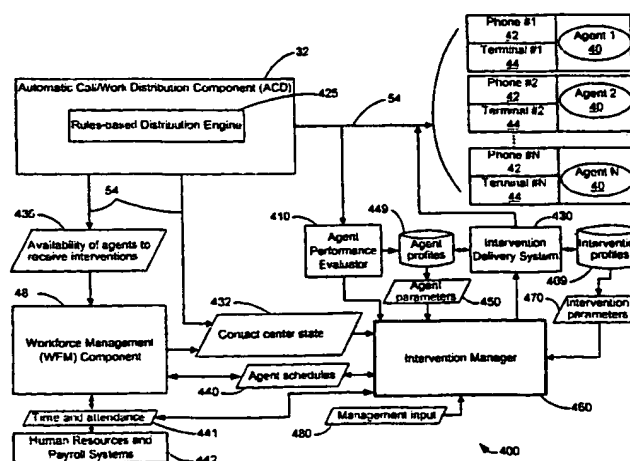 32
Automatic Call/Work Distribution Component (ACD)
425
Rules-based Distribution Engine
54
Phone #1
42
Terminal #1
44
Agent 1
40
Phone #2
42
Terminal #2
44
Agent 2
40
Phone #N
42
Terminal #N
44
Agent N
40
54
436
Availability of agents to
receive interventions
410
Agent
Performance
Evaluator
449
Agent
profiles
430
Intervention
Delivery System
Intervention
profiles
409
Agent
parameters
450
470
Intervention
parameters
48
Workforce Management
(WFM) Component
432
Contact center state
Intervention Manager
Agent schedules
440
460
Time and attendance
441
Management input
480
Human Resources and
Payroll Systems
442
400